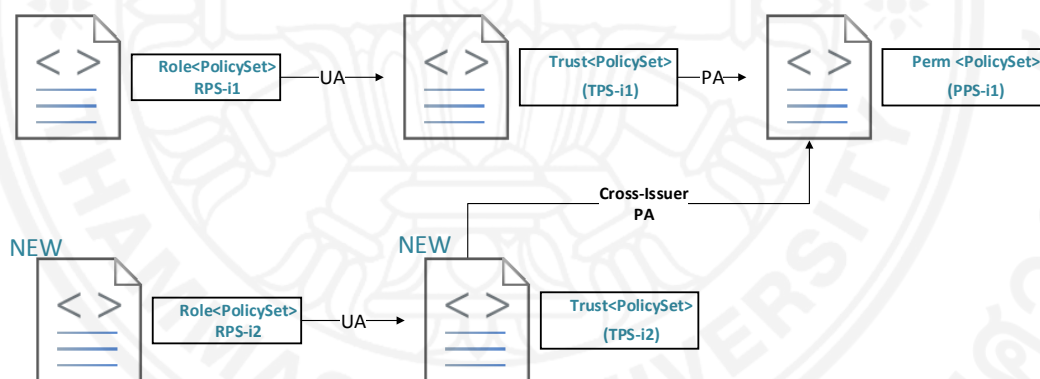 Role<PolicySet>
RPS-i1
UA
Trust<PolicySet>
(TPS-i1)
PA
Perm <PolicySet>
(PPS-i1)
Cross-Issuer
PA
NEW
NEW
Role<PolicySet>
RPS-i2
UA
Trust<PolicySet>
(TPS-i2)